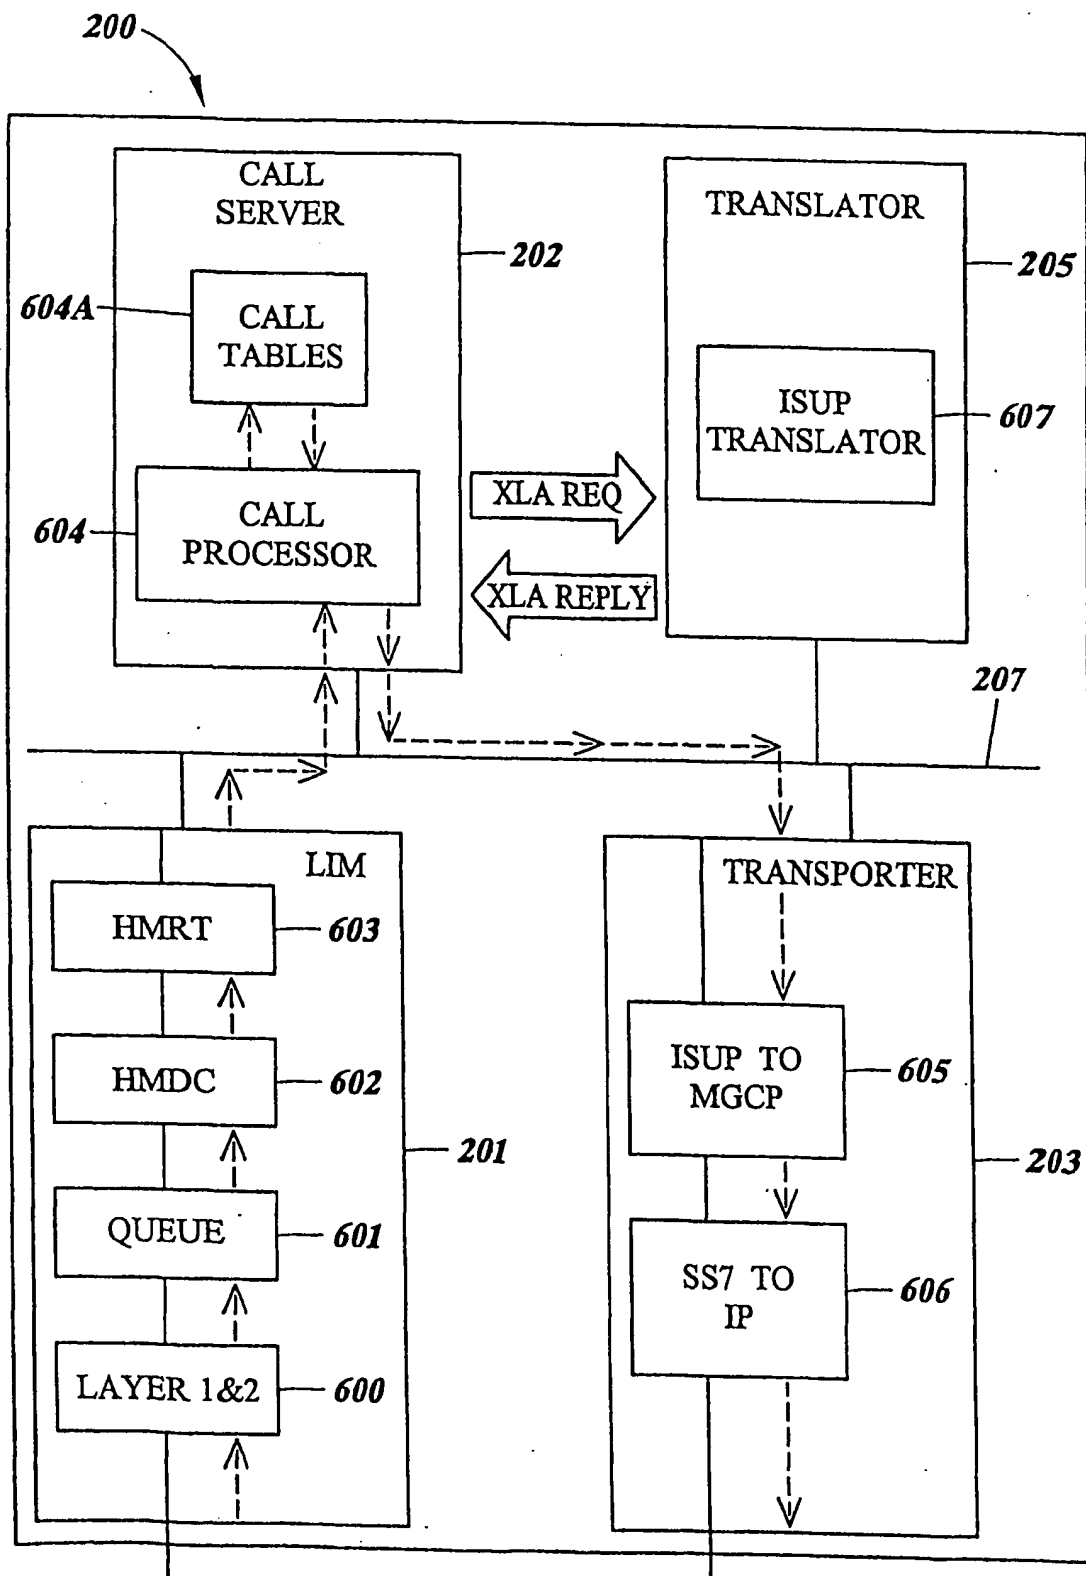 200
CALL
SERVER
202
604A
CALL
TABLES
604
CALL
PROCESSOR
XLA REQ
XLA REPLY
TRANSLATOR
205
ISUP
TRANSLATOR
607
207
LIM
HMRT
603
HMDC
602
201
QUEUE
601
LAYER 1&2
600
TRANSPORTER
ISUP TO
MGCP
605
203
SS7 TO
IP
606